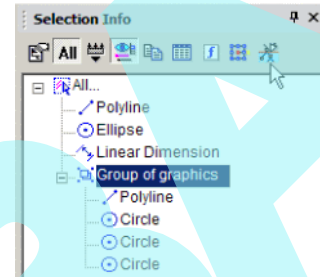 Selection Info
All
All...
Polyline
Ellipse
Linear Dimension
Group of graphics
Polyline
Circle
Circle
Circle